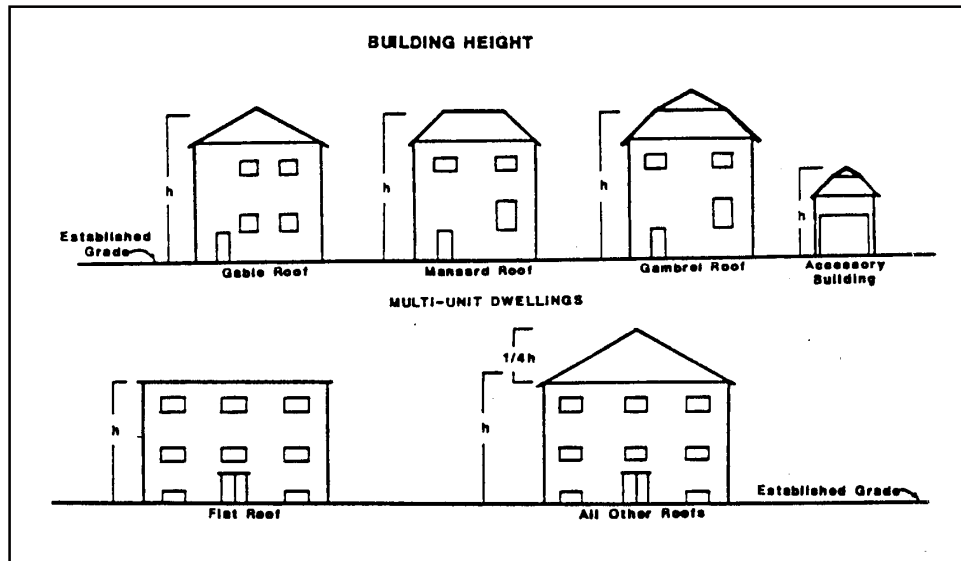 BUILDING HEIGHT
h
h
h
h
Established
Grade
Gable Roof
Mansard Roof
Gambrel Roof
Accessory
Building
MULTI-UNIT DWELLINGS
1/4h
h
h
Established Grade
Flat Roof
All Other Roofs